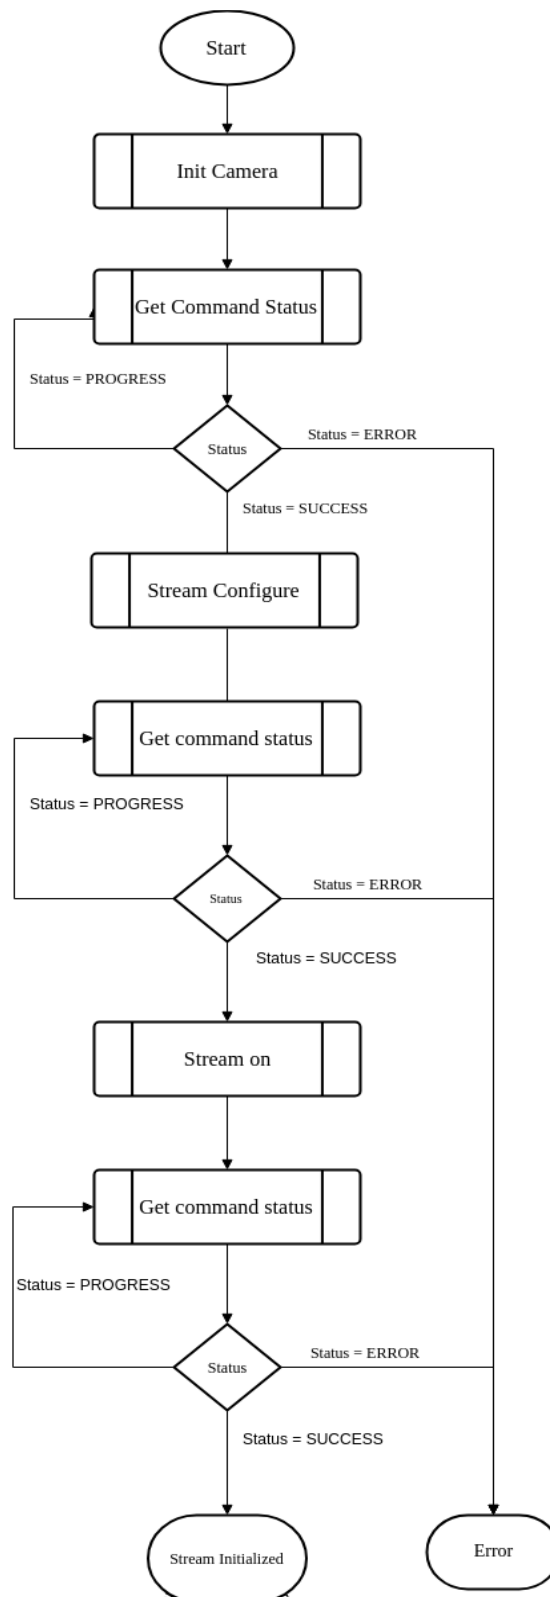 Start
Init Camera
Get Command Status
Status = PROGRESS
Status = ERROR
Status
Status = SUCCESS
Stream Configure
Get command status
Status = PROGRESS
Status = ERROR
Status
Status = SUCCESS
Stream on
Get command status
Status = PROGRESS
Status = ERROR
Status
Status = SUCCESS
Stream Initialized
Error